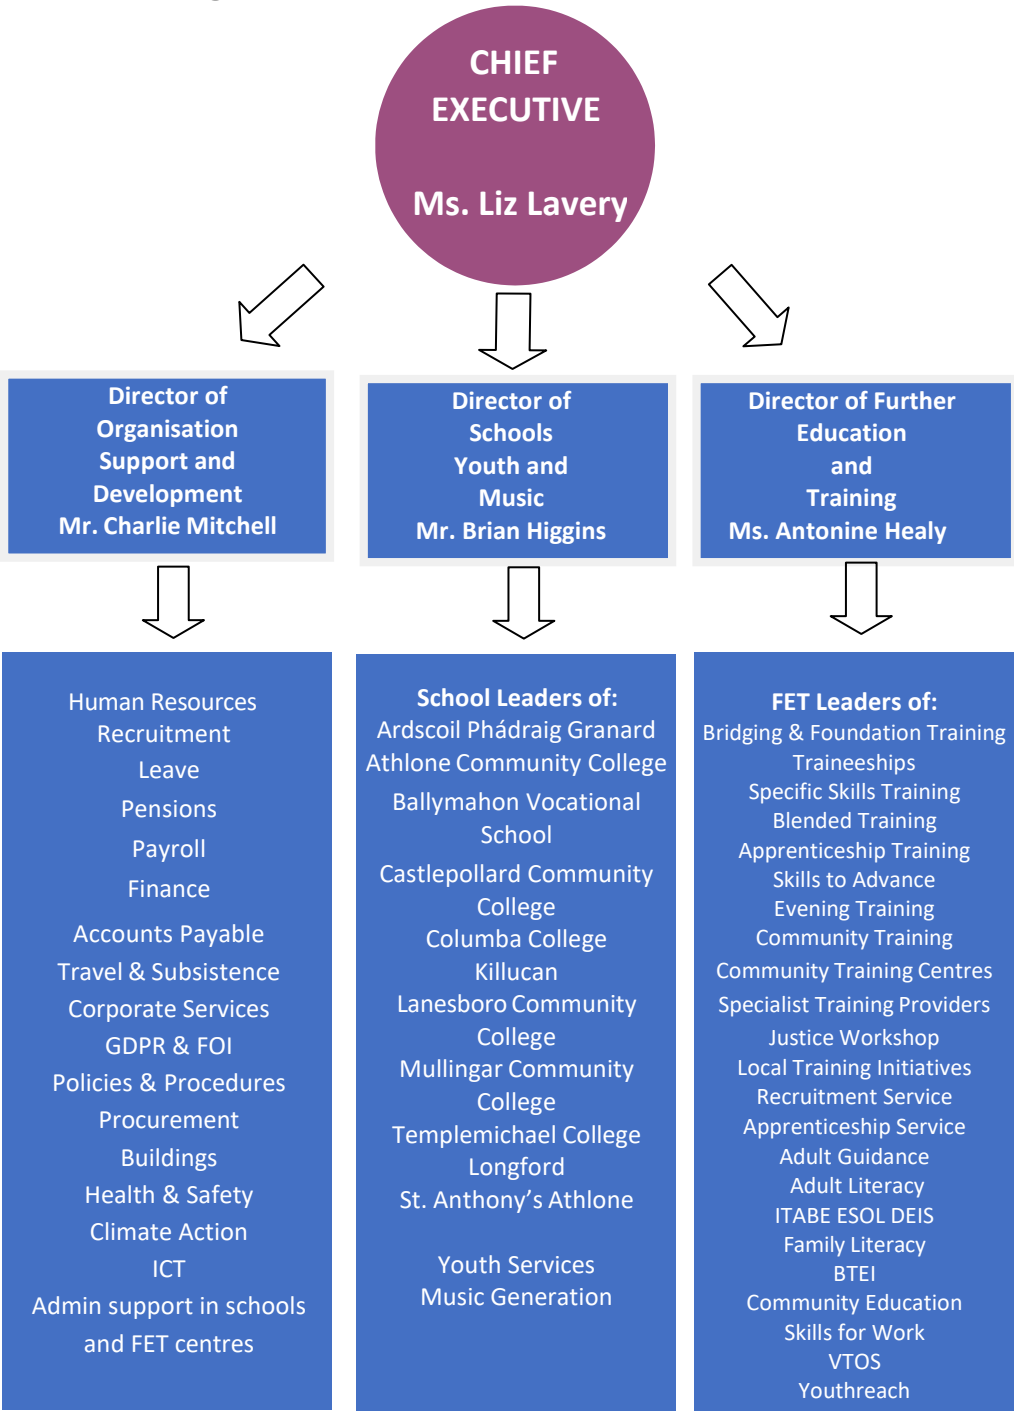 CHIEF
EXECUTIVE
Ms. Liz Lavery
Director of
Organisation
Support and
Development
Mr. Charlie Mitchell
Director of
Schools
Youth and
Music
Mr. Brian Higgins
Director of Further
Education
and
Training
Ms. Antonine Healy
Human Resources
Recruitment
Leave
Pensions
Payroll
Finance
Accounts Payable
Travel & Subsistence
Corporate Services
GDPR & FOI
Policies & Procedures
Procurement
Buildings
Health & Safety
Climate Action
ICT
Admin support in schools
and FET centres
School Leaders of:
Ardscoil Phádraig Granard
Athlone Community College
Ballymahon Vocational
School
Castlepollard Community
College
Columba College
Killucan
Lanesboro Community
College
Mullingar Community
College
Templemichael College
Longford
St. Anthony's Athlone
Youth Services
Music Generation
FET Leaders of:
Bridging & Foundation Training
Traineeships
Specific Skills Training
Blended Training
Apprenticeship Training
Skills to Advance
Evening Training
Community Training
Community Training Centres
Specialist Training Providers
Justice Workshop
Local Training Initiatives
Recruitment Service
Apprenticeship Service
Adult Guidance
Adult Literacy
ITABE ESOL DEIS
Family Literacy
BTEI
Community Education
Skills for Work
VTOS
Youthreach